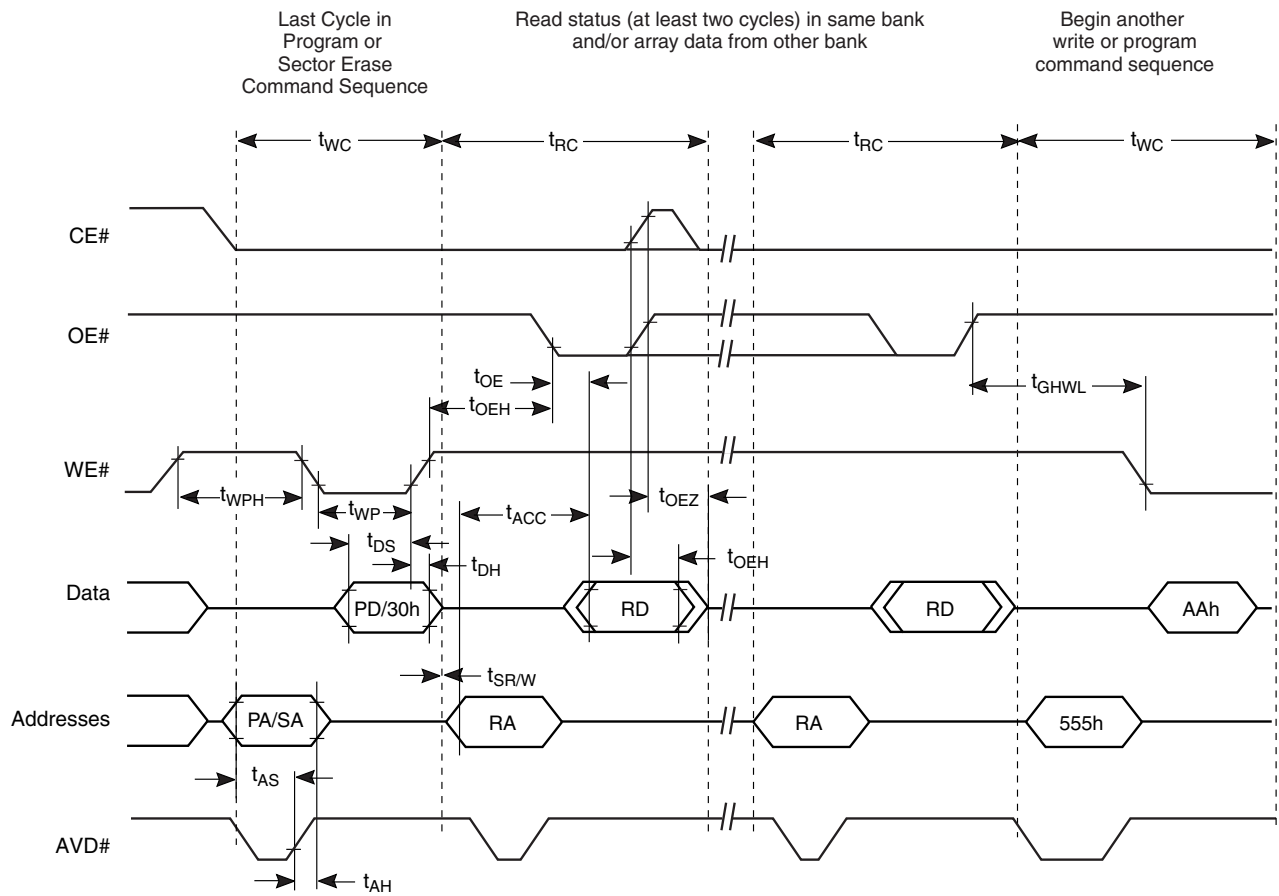 Last Cycle in
Program or
Sector Erase
Command Sequence
Read status (at least two cycles) in same bank
and/or array data from other bank
Begin another
write or program
command sequence
tWC
tRC
tRC
tWC
CE#
OE#
tOE
tOEH
tGHWL
WE#
tWPH
tWP
tOEZ
tACC
tDS
tDH
tOEH
Data
PD/30h
RD
RD
AAh
tSR/W
Addresses
PA/SA
RA
RA
555h
tAS
AVD#
tAH